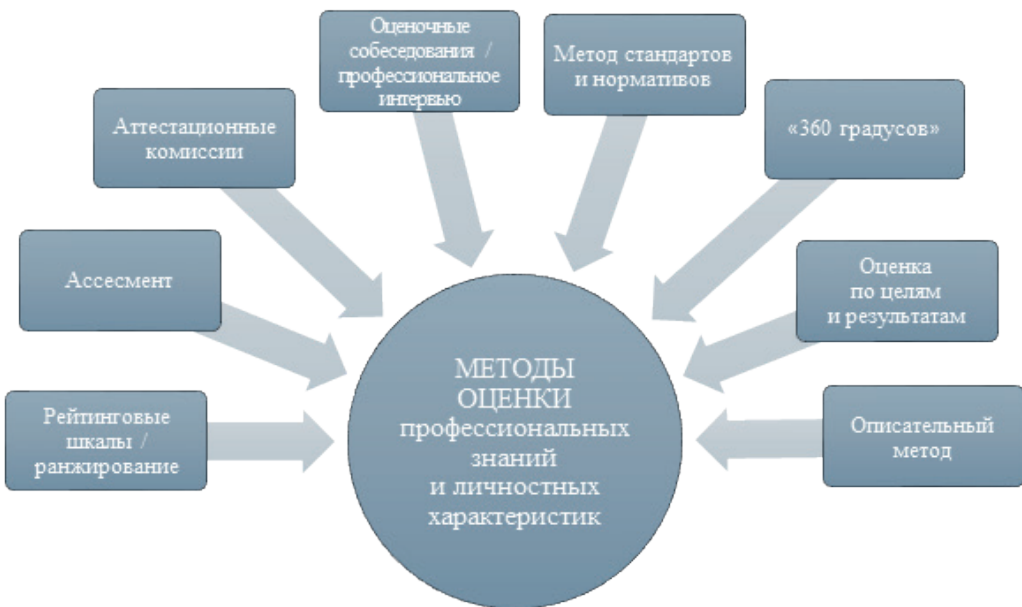 Оценочные
собеседования /
профессиональное
интервью
Метод стандартов
и нормативов
Аттестационные
комиссии
«360 градусов»
Ассесмент
Оценка
по целям
и результатам
Рейтинговые
шкалы /
ранжирование
МЕТОДЫ
ОЦЕНКИ
профессиональных
знаний
и личностных
характеристик
Описательный
метод